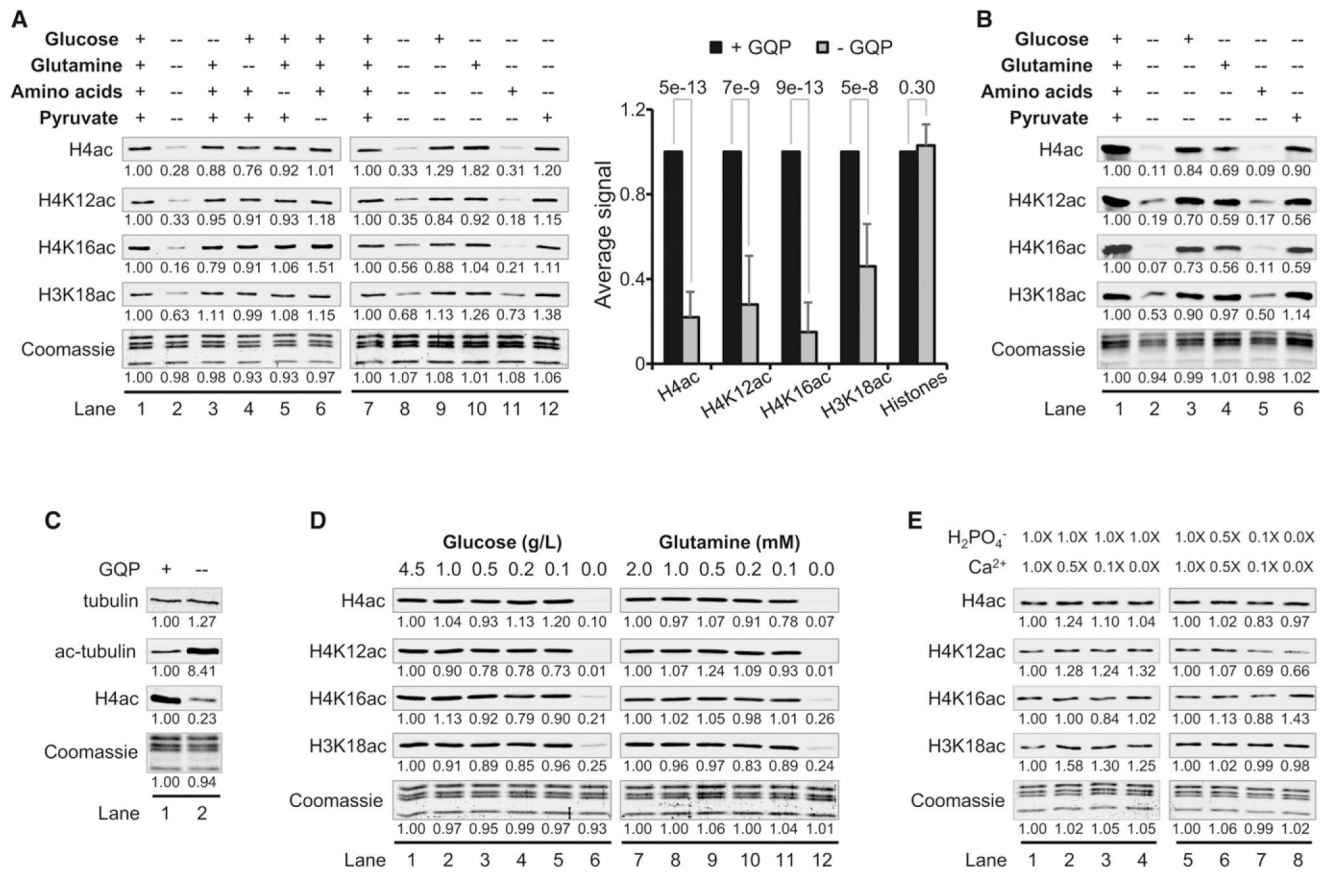 A
Glucose + -- -- + + + + -- + -- -- --
Glutamine + -- + -- + + + -- -- + -- --
Amino acids + -- + + -- + + -- -- -- + --
Pyruvate + -- + + + -- + -- -- -- -- +
H4ac
1.00 0.28 0.88 0.76 0.92 1.01 1.00 0.33 1.29 1.82 0.31 1.20
H4K12ac
1.00 0.33 0.95 0.91 0.93 1.18 1.00 0.35 0.84 0.92 0.18 1.15
H4K16ac
1.00 0.16 0.79 0.91 1.06 1.51 1.00 0.56 0.88 1.04 0.21 1.11
H3K18ac
1.00 0.63 1.11 0.99 1.08 1.15 1.00 0.68 1.13 1.26 0.73 1.38
Coomassie
1.00 0.98 0.98 0.93 0.93 0.97 1.00 1.07 1.08 1.01 1.08 1.06
Lane 1 2 3 4 5 6 7 8 9 10 11 12
+ GQP - GQP
5e-13 7e-9 9e-13 5e-8 0.30
Average signal
1.2
0.8
0.4
0
H4ac H4K12ac H4K16ac H3K18ac Histones
B
Glucose + -- + -- -- --
Glutamine + -- -- + -- --
Amino acids + -- -- -- + --
Pyruvate + -- -- -- -- +
H4ac
1.00 0.11 0.84 0.69 0.09 0.90
H4K12ac
1.00 0.19 0.70 0.59 0.17 0.56
H4K16ac
1.00 0.07 0.73 0.56 0.11 0.59
H3K18ac
1.00 0.53 0.90 0.97 0.50 1.14
Coomassie
1.00 0.94 0.99 1.01 0.98 1.02
Lane 1 2 3 4 5 6
C
GQP + --
tubulin
1.00 1.27
ac-tubulin
1.00 8.41
H4ac
1.00 0.23
Coomassie
1.00 0.94
Lane 1 2
D
Glucose (g/L) Glutamine (mM)
4.5 1.0 0.5 0.2 0.1 0.0 2.0 1.0 0.5 0.2 0.1 0.0
H4ac
1.00 1.04 0.93 1.13 1.20 0.10 1.00 0.97 1.07 0.91 0.78 0.07
H4K12ac
1.00 0.90 0.78 0.78 0.73 0.01 1.00 1.07 1.24 1.09 0.93 0.01
H4K16ac
1.00 1.13 0.92 0.79 0.90 0.21 1.00 1.02 1.05 0.98 1.01 0.26
H3K18ac
1.00 0.91 0.89 0.85 0.96 0.25 1.00 0.96 0.97 0.83 0.89 0.24
Coomassie
1.00 0.97 0.95 0.99 0.97 0.93 1.00 1.00 1.06 1.00 1.04 1.01
Lane 1 2 3 4 5 6 7 8 9 10 11 12
E
H₂PO₄⁻ 1.0X 1.0X 1.0X 1.0X 1.0X 0.5X 0.1X 0.0X
Ca²⁺ 1.0X 0.5X 0.1X 0.0X 1.0X 0.5X 0.1X 0.0X
H4ac
1.00 1.24 1.10 1.04 1.00 1.02 0.83 0.97
H4K12ac
1.00 1.28 1.24 1.32 1.00 1.07 0.69 0.66
H4K16ac
1.00 1.00 0.84 1.02 1.00 1.13 0.88 1.43
H3K18ac
1.00 1.58 1.30 1.25 1.00 1.02 0.99 0.98
Coomassie
1.00 1.02 1.05 1.05 1.00 1.06 0.99 1.02
Lane 1 2 3 4 5 6 7 8